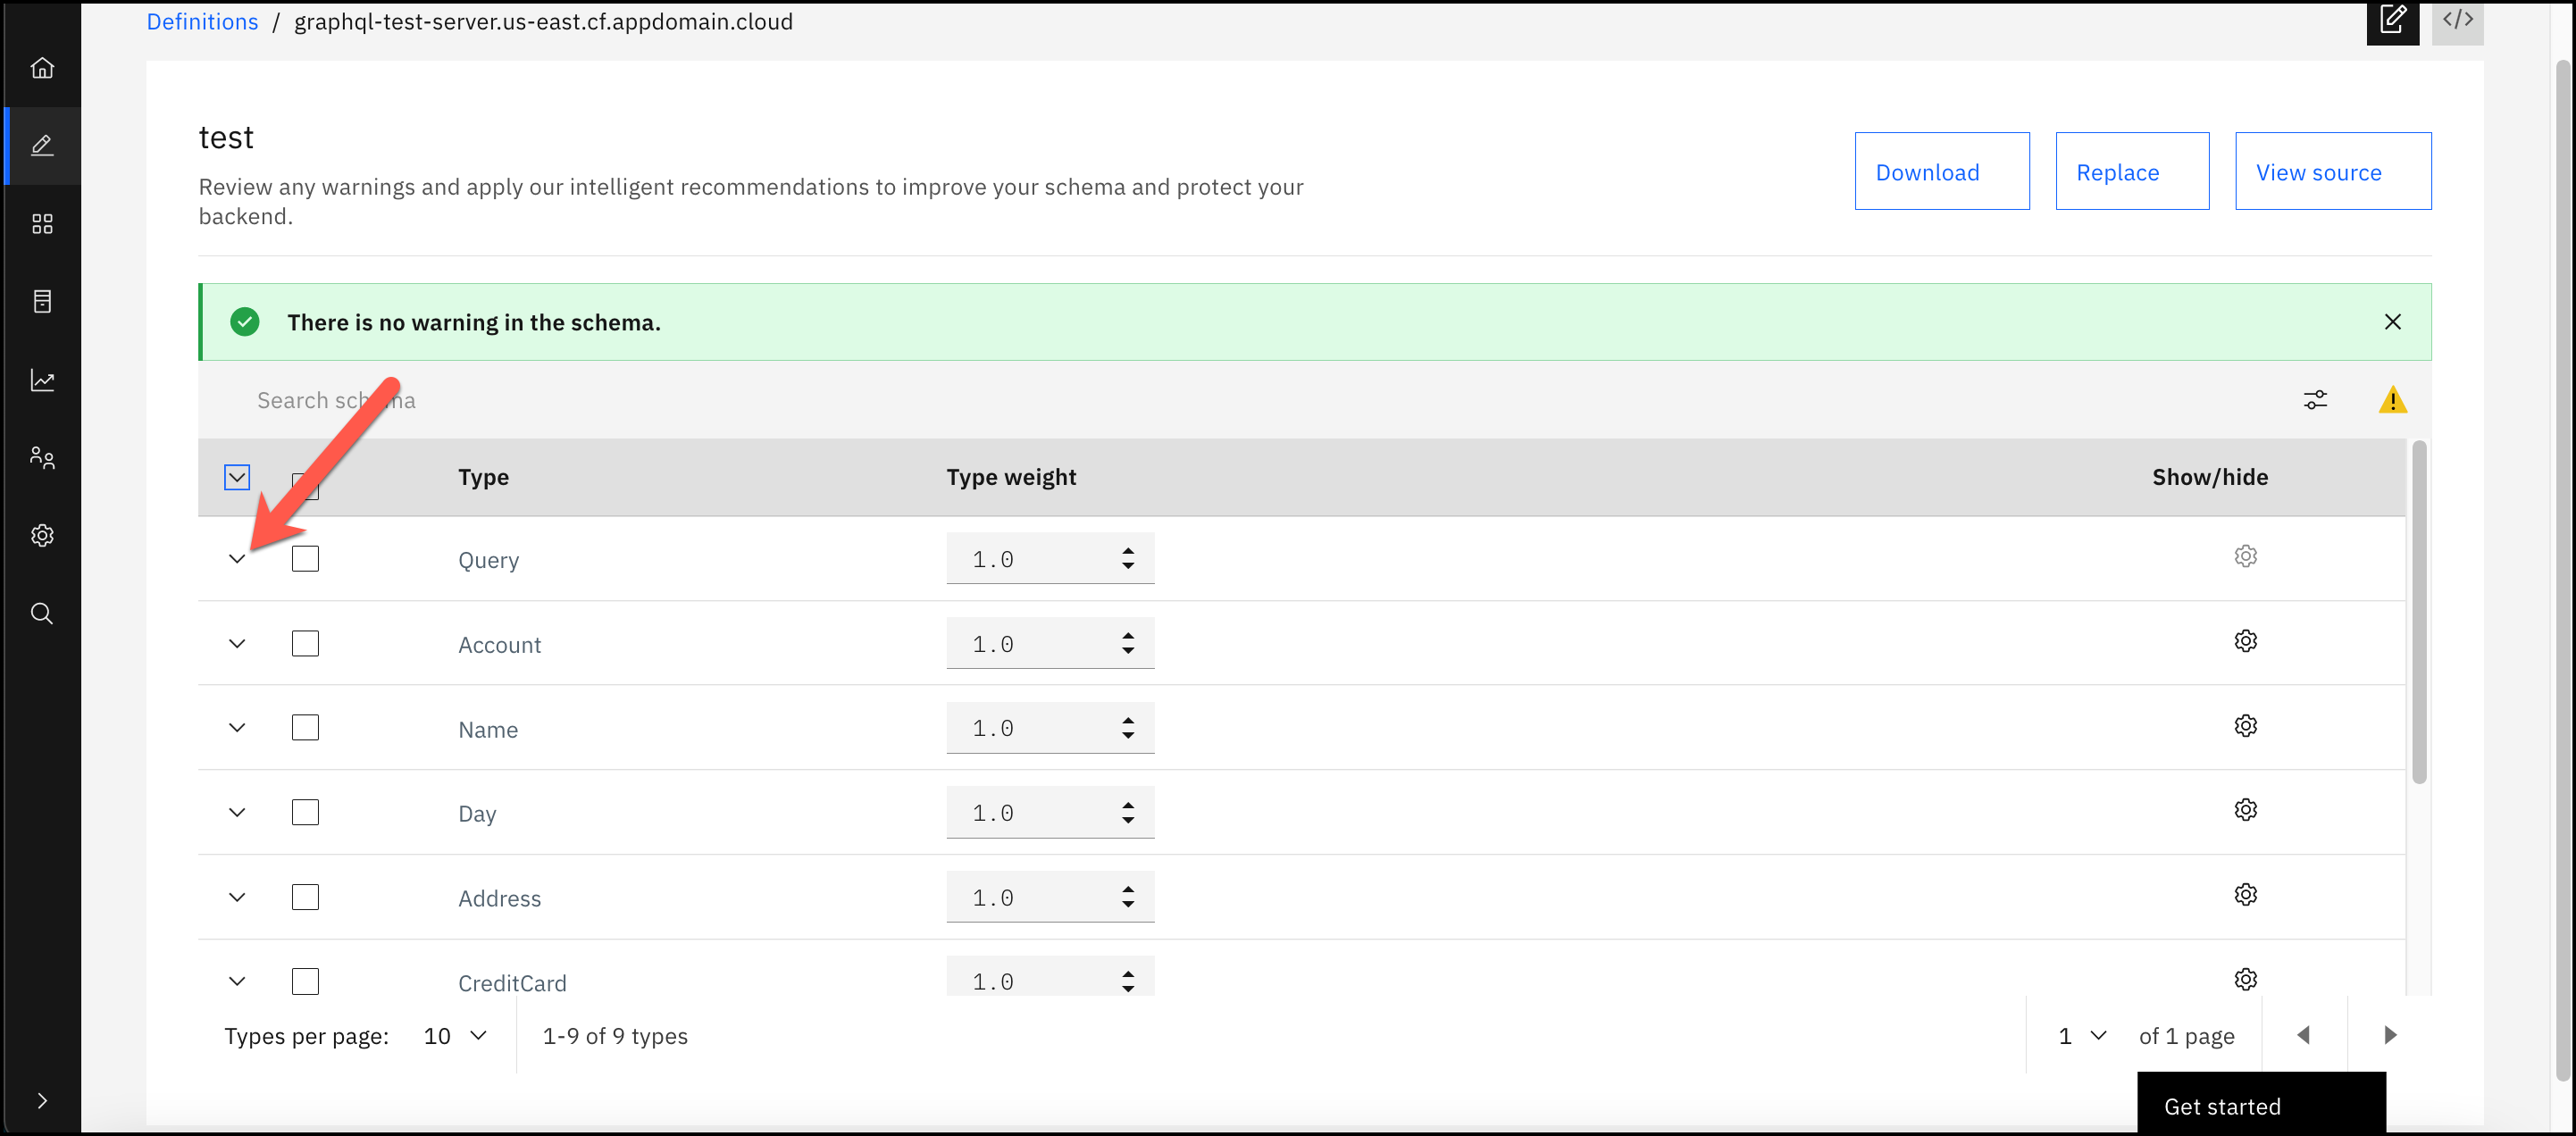 Definitions / graphql-test-server.us-east.cf.appdomain.cloud
</>
test
Download
Replace
View source
Review any warnings and apply our intelligent recommendations to improve your schema and protect your
backend.
There is no warning in the schema.
Search schema
Type Type weight Show/hide
Query 1.0
Account 1.0
Name 1.0
Day 1.0
Address 1.0
CreditCard 1.0
Types per page: 10 1-9 of 9 types 1 of 1 page
Get started